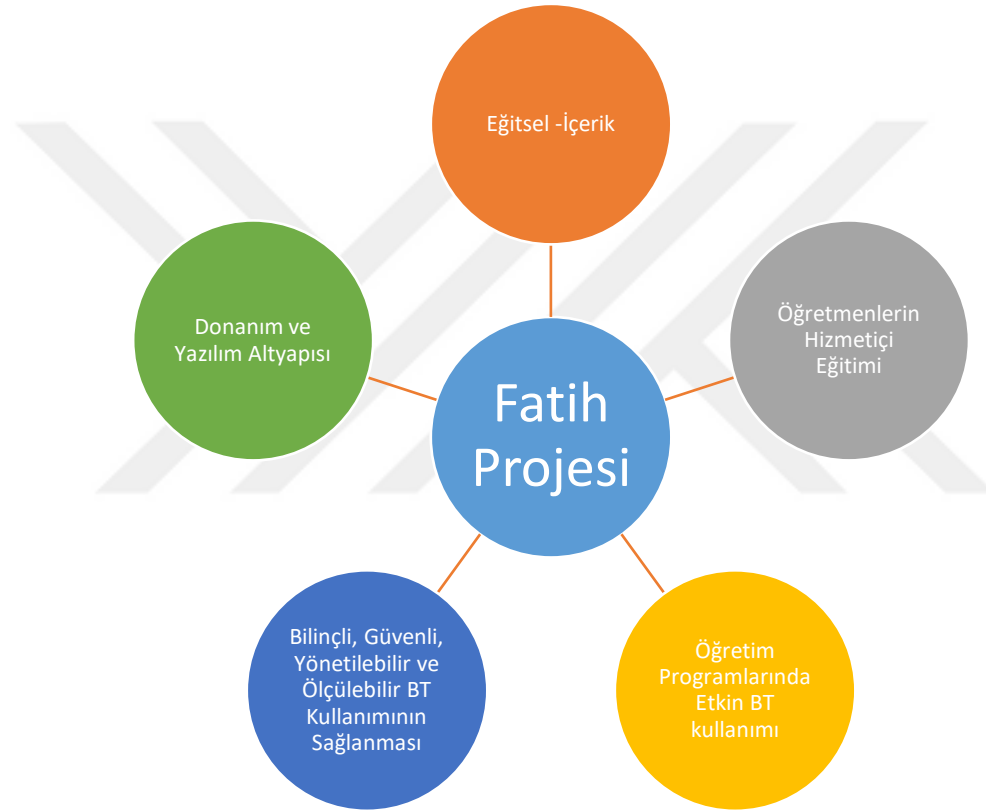 Eğitsel -İçerik
Donanım ve
Yazılım Altyapısı
Öğretmenlerin
Hizmetiçi
Eğitimi
Fatih
Projesi
Bilinçli, Güvenli,
Yönetilebilir ve
Ölçülebilir BT
Kullanımının
Sağlanması
Öğretim
Programlarında
Etkin BT
kullanımı